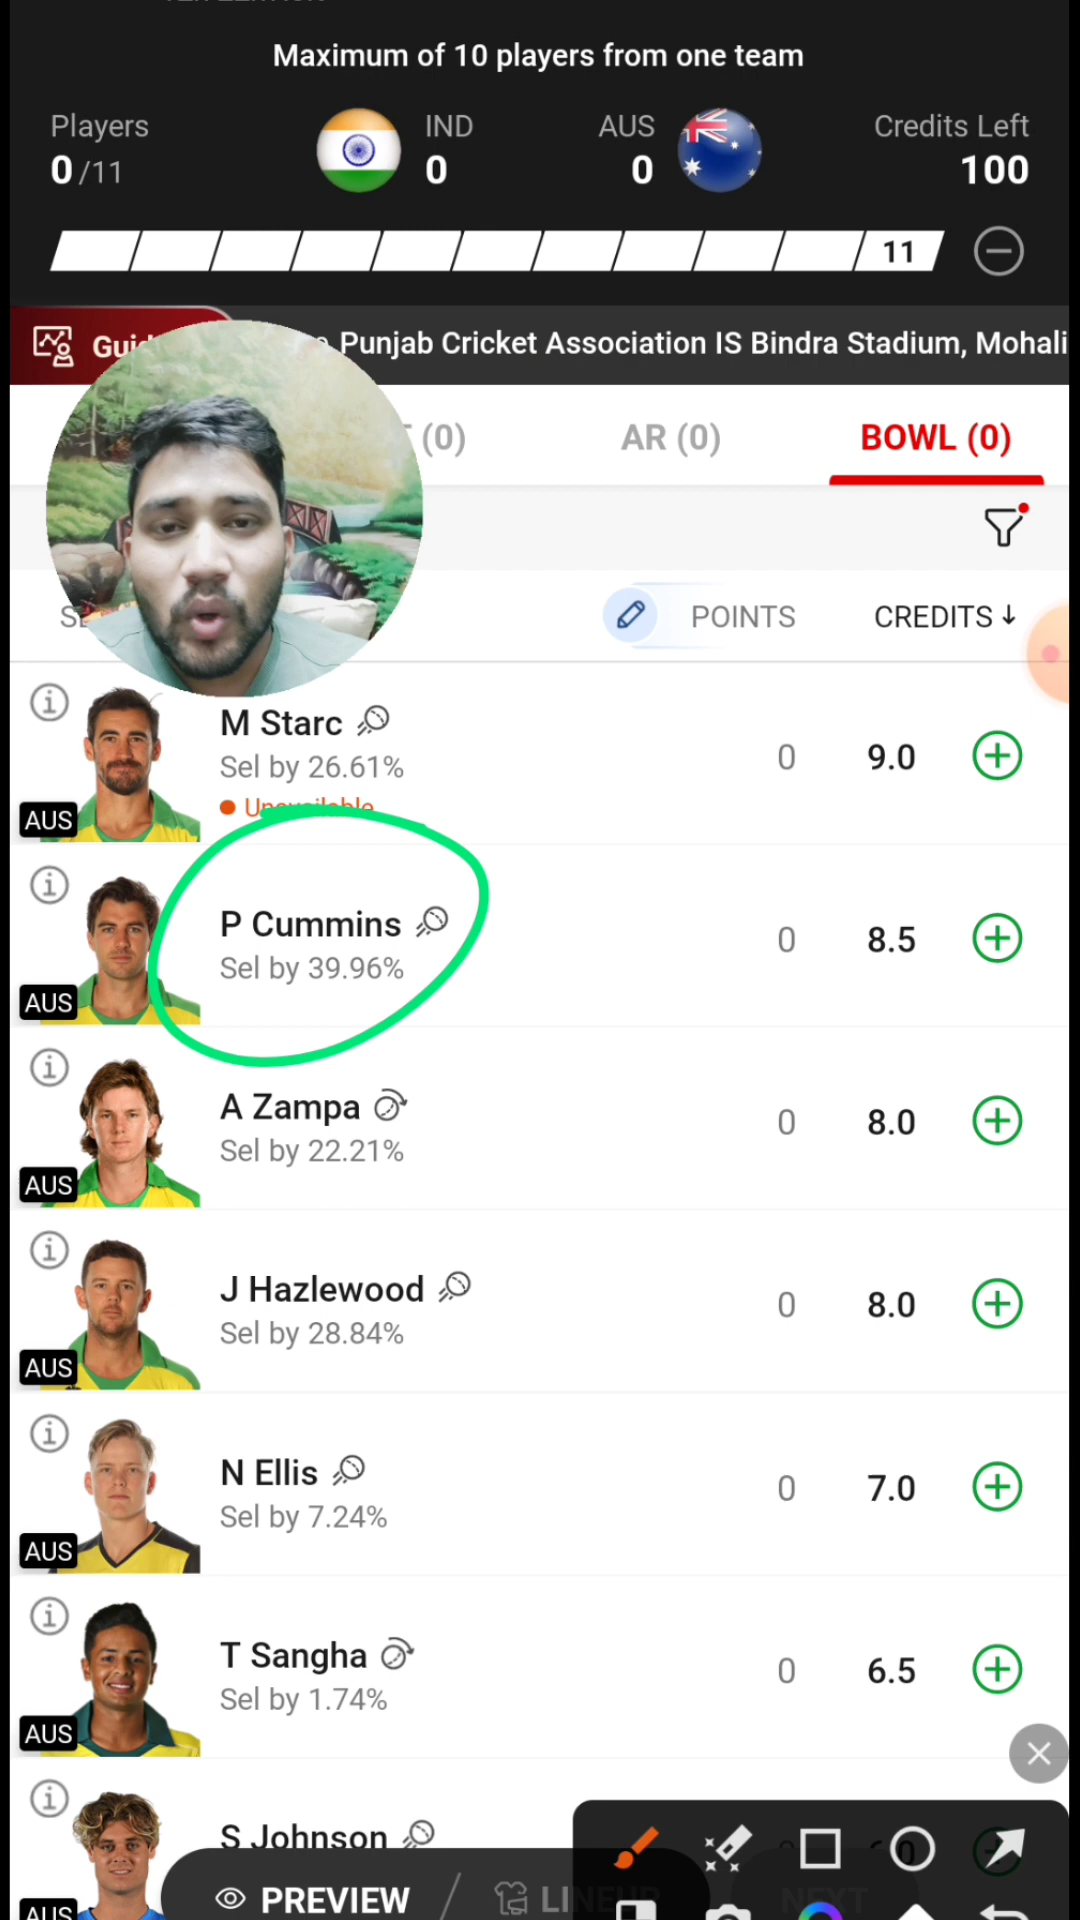 Maximum of 10 players from one team
Players
0/11
IND
0
AUS
0
Credits Left
100
11
Punjab Cricket Association IS Bindra Stadium, Mohali
(0)
AR (0)
BOWL (0)
POINTS
CREDITS↓
M Starc
Sel by 26.61%
Unavailable
0
9.0
AUS
P Cummins
Sel by 39.96%
0
8.5
AUS
A Zampa
Sel by 22.21%
0
8.0
AUS
J Hazlewood
Sel by 28.84%
0
8.0
AUS
N Ellis
Sel by 7.24%
0
7.0
AUS
T Sangha
Sel by 1.74%
0
6.5
AUS
S Johnson
AUS
PREVIEW
LINEUP
NEXT